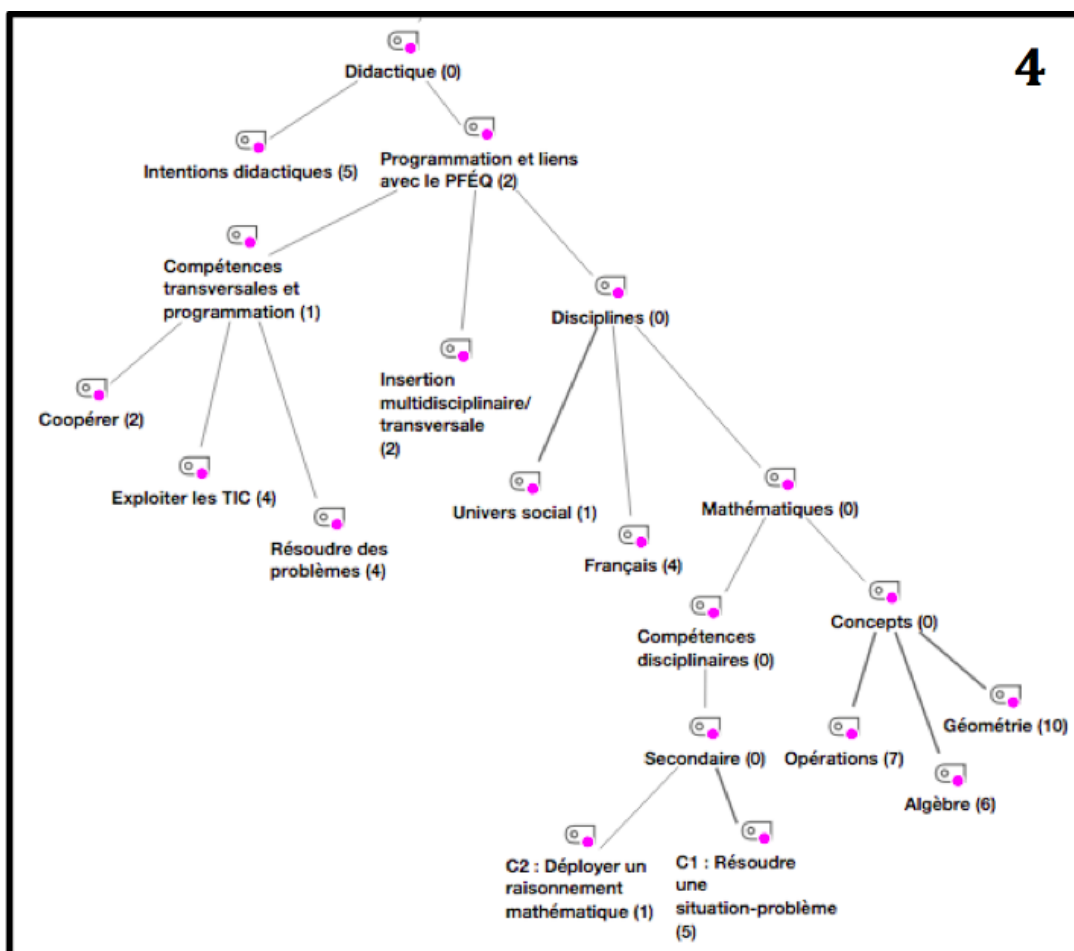 4
Didactique (0)
Intentions didactiques (5)
Programmation et liens
avec le PFÉQ (2)
Compétences
transversales et
programmation (1)
Disciplines (0)
Coopérer (2)
Exploiter les TIC (4)
Résoudre des
problèmes (4)
Insertion
multidisciplinaire/
transversale
(2)
Univers social (1)
Français (4)
Mathématiques (0)
Compétences
disciplinaires (0)
Concepts (0)
Secondaire (0)
Opérations (7)
Algèbre (6)
Géométrie (10)
C2 : Déployer un
raisonnement
mathématique (1)
C1 : Résoudre
une
situation-problème
(5)